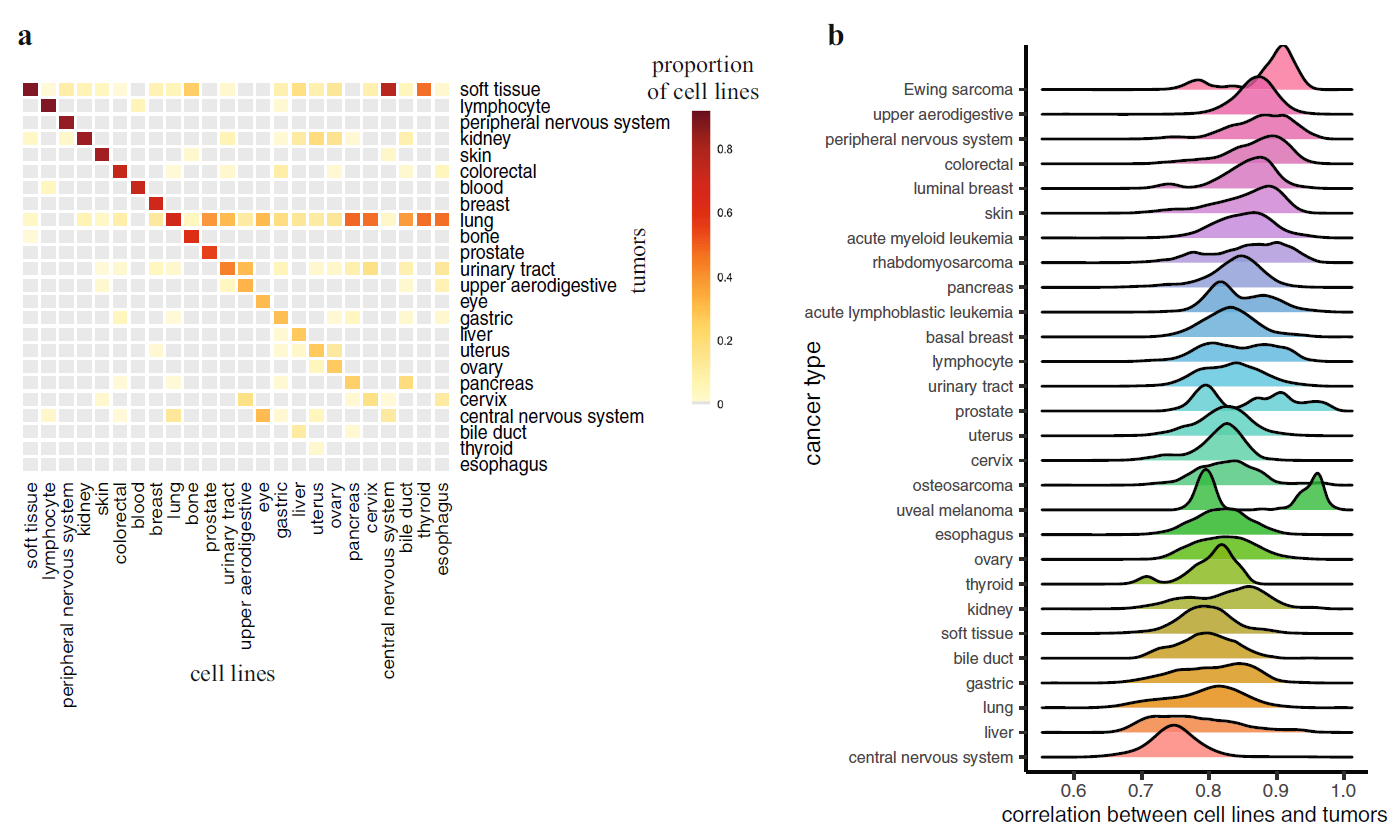 a
proportion
of cell lines
0.8
0.6
0.4
0.2
0
tumors
soft tissue
lymphocyte
peripheral nervous system
kidney
skin
colorectal
blood
breast
lung
bone
prostate
urinary tract
upper aerodigestive
eye
gastric
liver
uterus
ovary
pancreas
cervix
central nervous system
bile duct
thyroid
esophagus
soft tissue
lymphocyte
peripheral nervous system
kidney
skin
colorectal
blood
breast
lung
bone
prostate
urinary tract
upper aerodigestive
eye
gastric
liver
uterus
ovary
pancreas
cervix
central nervous system
bile duct
thyroid
esophagus
cell lines
b
cancer type
Ewing sarcoma
upper aerodigestive
peripheral nervous system
colorectal
luminal breast
skin
acute myeloid leukemia
rhabdomyosarcoma
pancreas
acute lymphoblastic leukemia
basal breast
lymphocyte
urinary tract
prostate
uterus
cervix
osteosarcoma
uveal melanoma
esophagus
ovary
thyroid
kidney
soft tissue
bile duct
gastric
lung
liver
central nervous system
0.6 0.7 0.8 0.9 1.0
correlation between cell lines and tumors